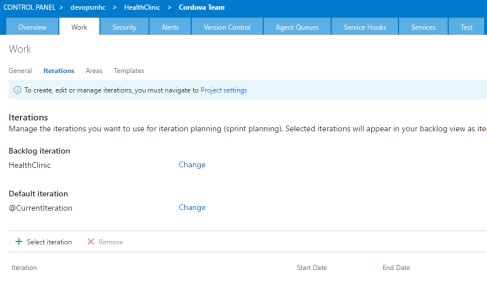 CONTROL PANEL > devopsmhc > HealthClinic > Cordova Team
Overview Work Security Alerts Version Control Agent Queues Service Hooks Services Test
Work
General Iterations Areas Templates
To create, edit or manage iterations, you must navigate to Project settings
Iterations
Manage the iterations you want to use for iteration planning (sprint planning). Selected iterations will appear in your backlog view as ite
Backlog iteration
HealthClinic Change
Default iteration
@CurrentIteration Change
+ Select iteration × Remove
Iteration Start Date End Date